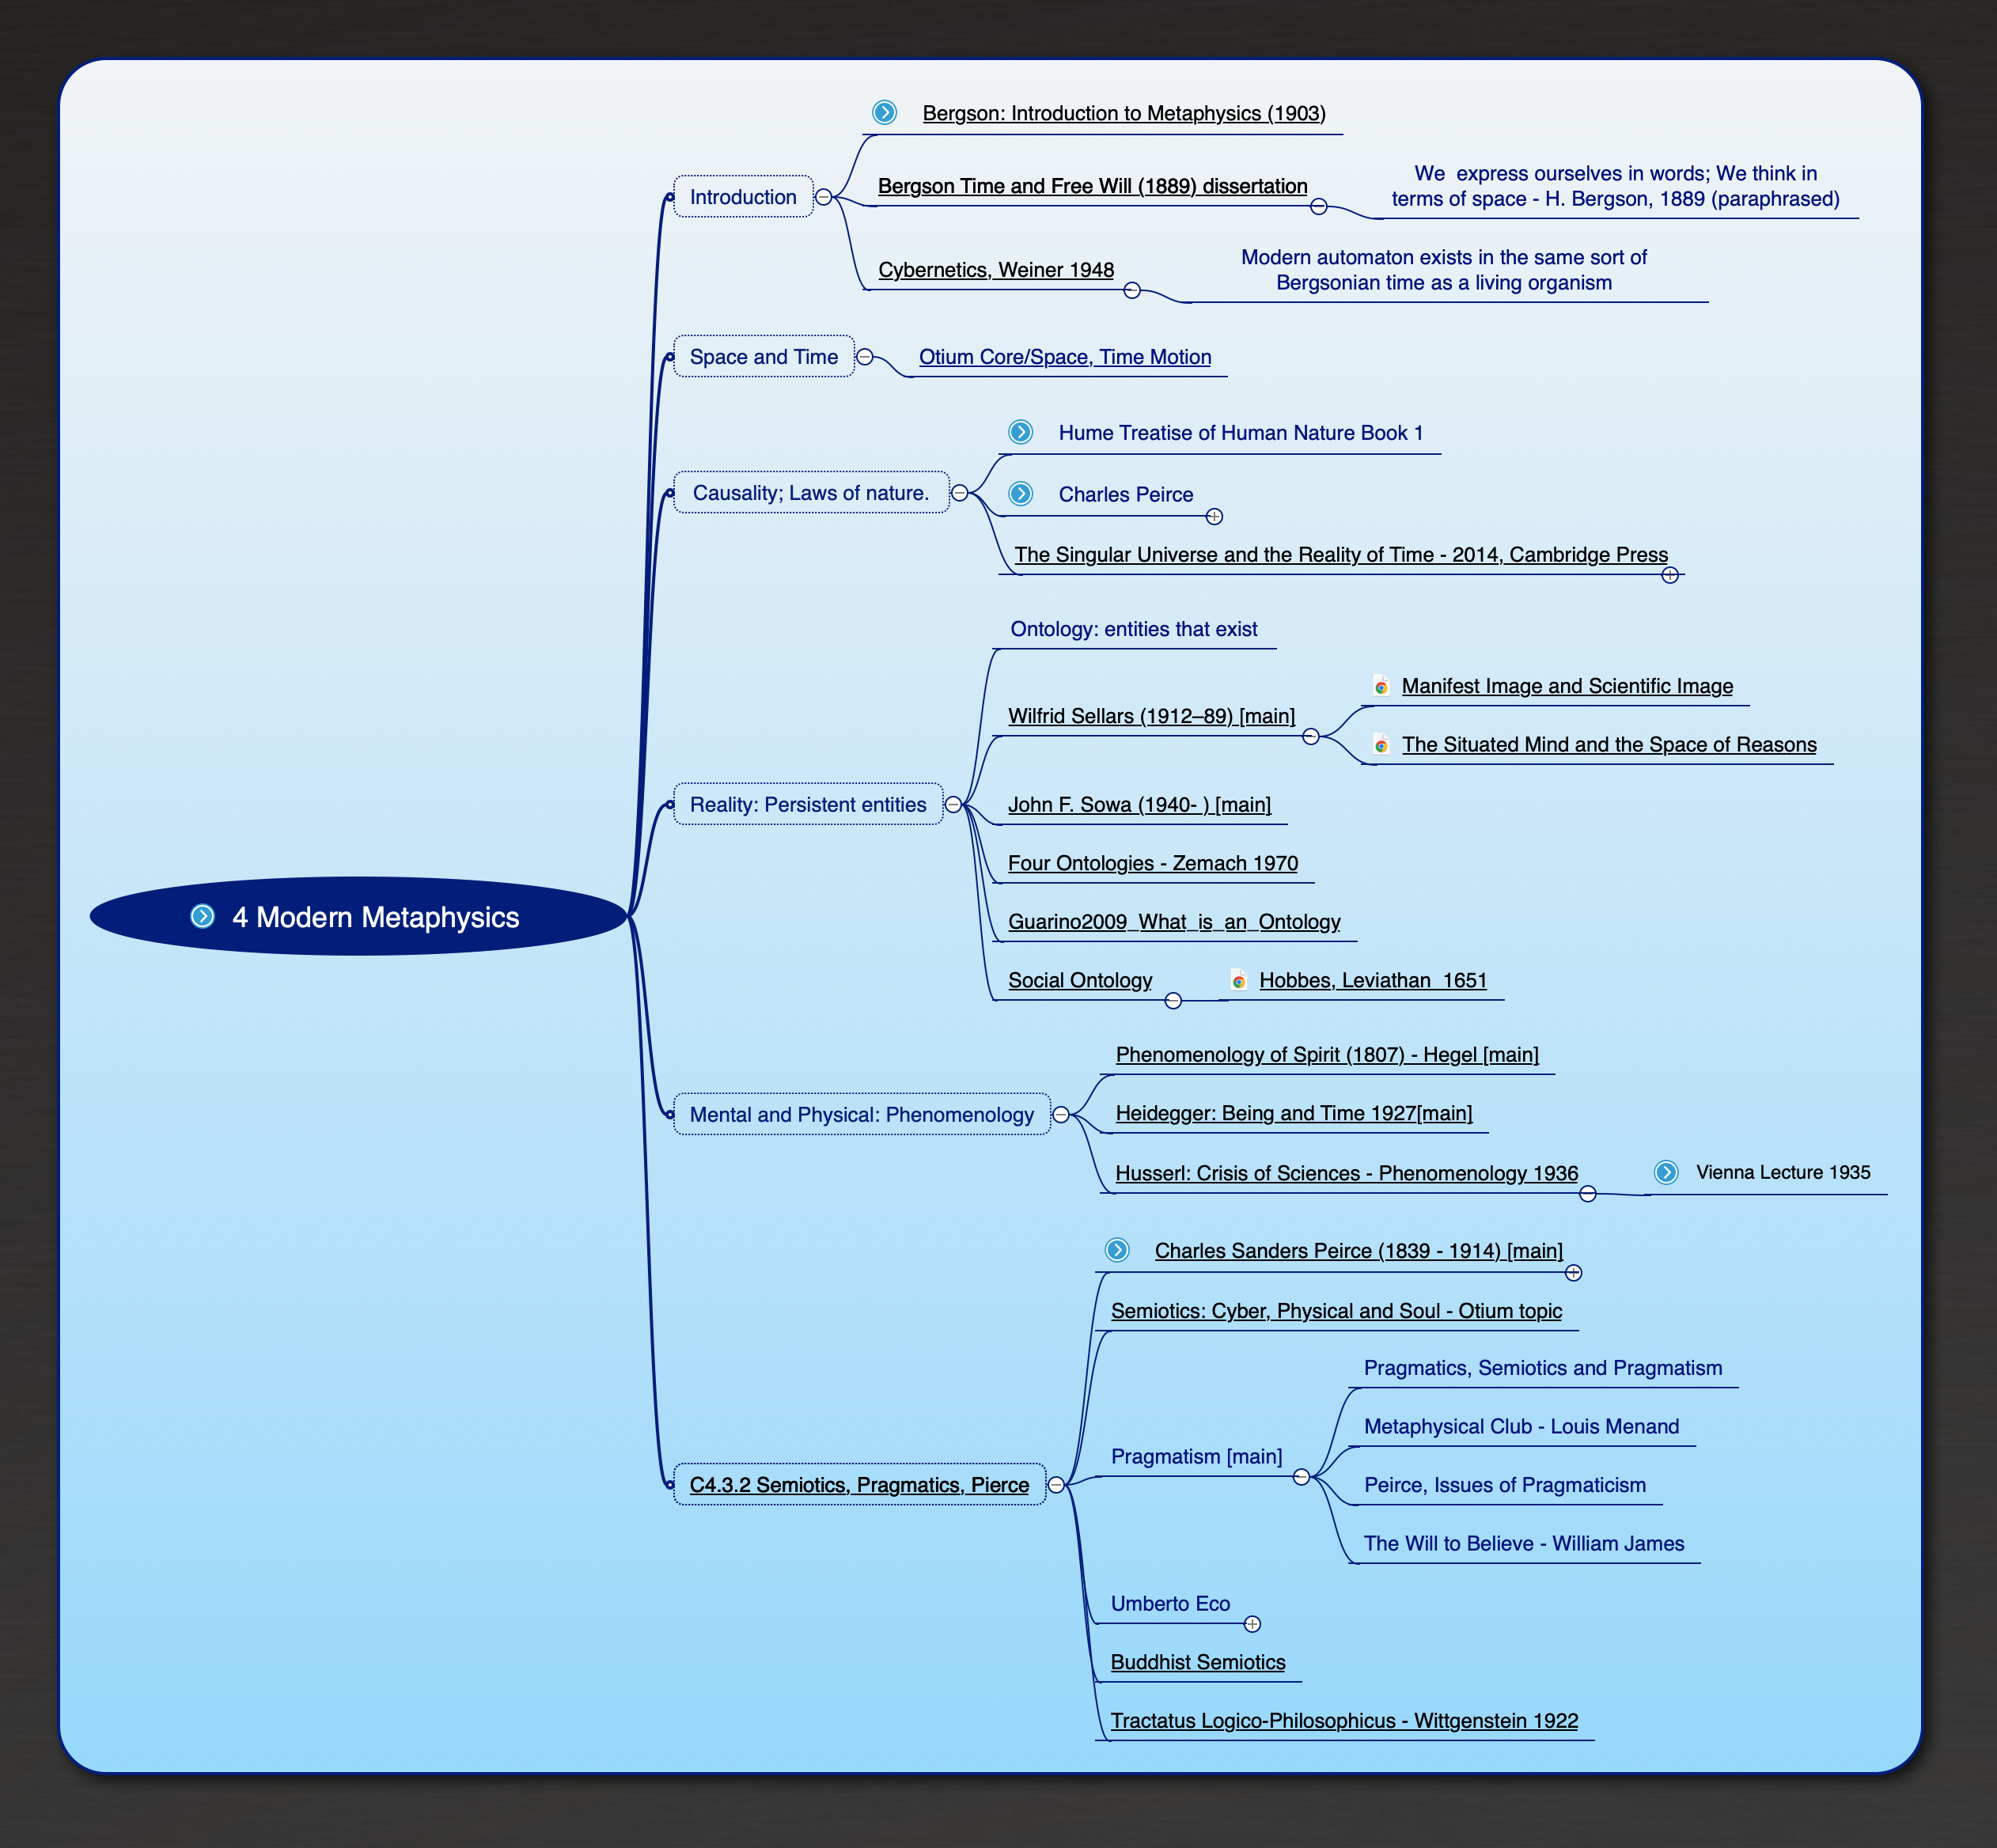 Bergson: Introduction to Metaphysics (1903)
Introduction
Bergson Time and Free Will (1889) dissertation
We  express ourselves in words; We think in
terms of space - H. Bergson, 1889 (paraphrased)
Cybernetics, Weiner 1948
Modern automaton exists in the same sort of
Bergsonian time as a living organism
Space and Time
Otium Core/Space, Time Motion
Hume Treatise of Human Nature Book 1
Causality; Laws of nature.
Charles Peirce
The Singular Universe and the Reality of Time - 2014, Cambridge Press
Ontology: entities that exist
Wilfrid Sellars (1912–89) [main]
Manifest Image and Scientific Image
The Situated Mind and the Space of Reasons
Reality: Persistent entities
John F. Sowa (1940- ) [main]
Four Ontologies - Zemach 1970
4 Modern Metaphysics
Guarino2009_What_is_an_Ontology
Social Ontology
Hobbes, Leviathan  1651
Phenomenology of Spirit (1807) - Hegel [main]
Mental and Physical: Phenomenology
Heidegger: Being and Time 1927[main]
Husserl: Crisis of Sciences - Phenomenology 1936
Vienna Lecture 1935
Charles Sanders Peirce (1839 - 1914) [main]
Semiotics: Cyber, Physical and Soul - Otium topic
C4.3.2 Semiotics, Pragmatics, Pierce
Pragmatism [main]
Pragmatics, Semiotics and Pragmatism
Metaphysical Club - Louis Menand
Peirce, Issues of Pragmaticism
The Will to Believe - William James
Umberto Eco
Buddhist Semiotics
Tractatus Logico-Philosophicus - Wittgenstein 1922